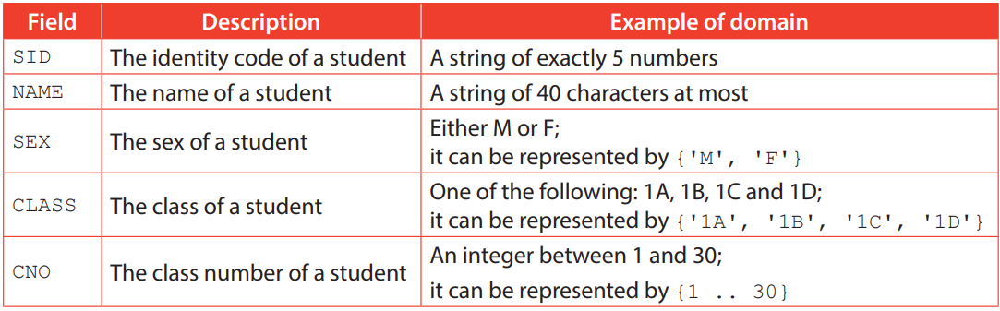 Field Description Example of domain
SID The identity code of a student A string of exactly 5 numbers
NAME The name of a student A string of 40 characters at most
SEX The sex of a student Either M or F;
it can be represented by {'M', 'F'}
CLASS The class of a student One of the following: 1A, 1B, 1C and 1D;
it can be represented by {'1A', '1B', '1C', '1D'}
CNO The class number of a student An integer between 1 and 30;
it can be represented by {1 .. 30}